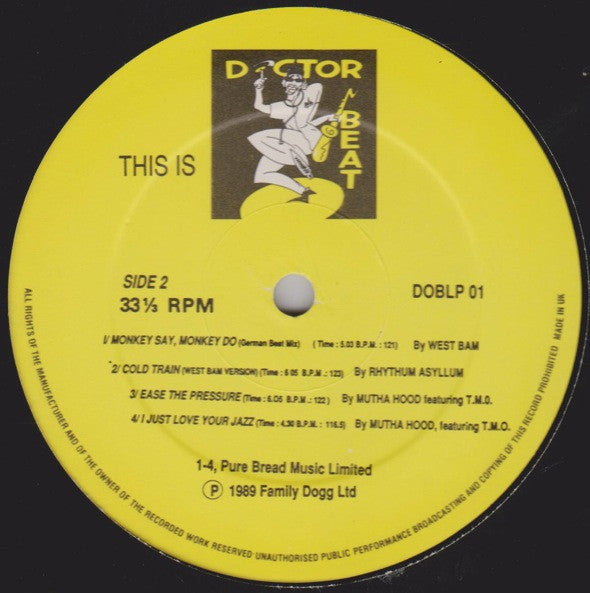 DOCTOR
BEAT
THIS IS
SIDE 2
33⅓ RPM
DOBLP 01
1/ MONKEY SAY, MONKEY DO (German Beat Mix) (Time : 5.03 B.P.M. : 121) By WEST BAM
2/ COLD TRAIN (WEST BAM VERSION) (Time : 6 05 B.P.M. : 123) By RHYTHUM ASYLLUM
3/ EASE THE PRESSURE (Time : 6.05 B.P.M. : 122 ) By MUTHA HOOD featuring T.M.O.
4/ I JUST LOVE YOUR JAZZ (Time : 4.30 B.P.M. : 116.5) By MUTHA HOOD, featuring T.M.O.
1-4, Pure Bread Music Limited
Ⓟ 1989 Family Dogg Ltd
ALL RIGHTS OF THE MANUFACTURER AND OF THE OWNER OF THE RECORDED WORK RESERVED UNAUTHORISED PUBLIC PERFORMANCE BROADCASTING AND COPYING OF THIS RECORD PROHIBITED MADE IN UK